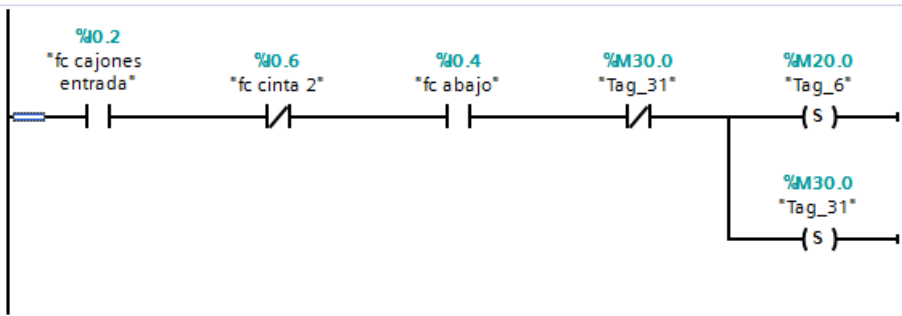 %I0.2
"fc cajones
entrada"
%I0.6
"fc cinta 2"
%I0.4
"fc abajo"
%M30.0
"Tag_31"
%M20.0
"Tag_6"
( S )
%M30.0
"Tag_31"
( S )